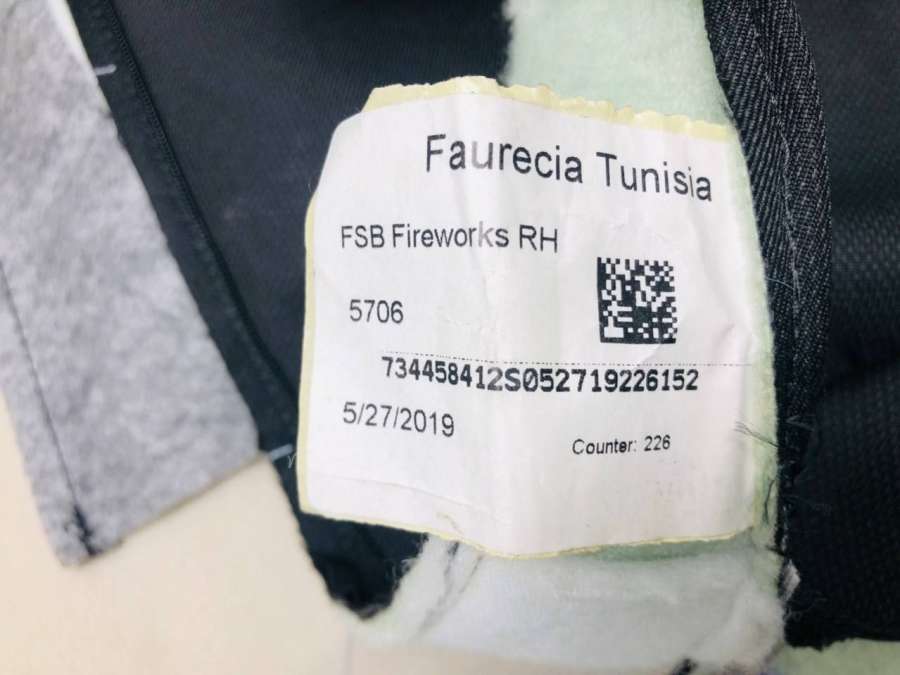 Faurecia Tunisia
FSB Fireworks RH
5706
734458412S052719226152
5/27/2019
Counter: 226